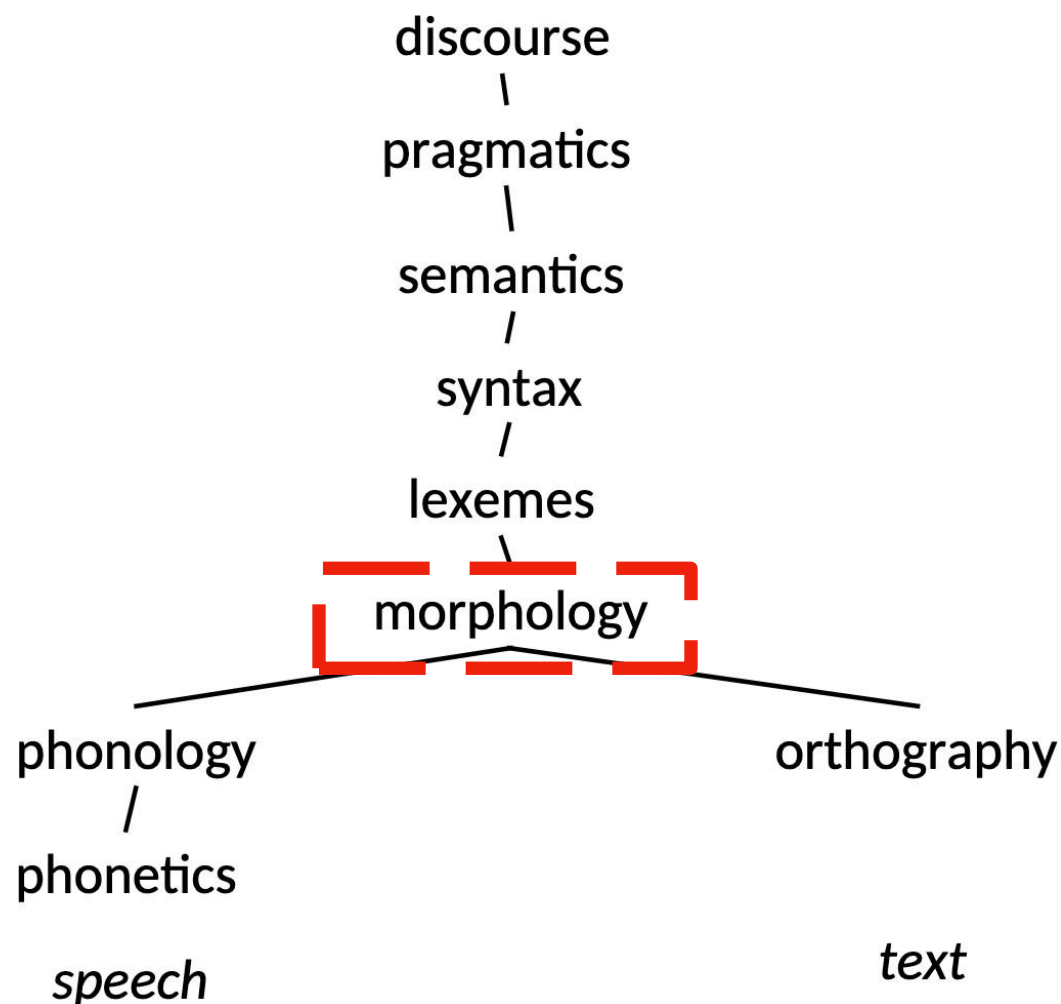 discourse
pragmatics
semantics
syntax
lexemes
morphology
phonology orthography
phonetics
text
speech